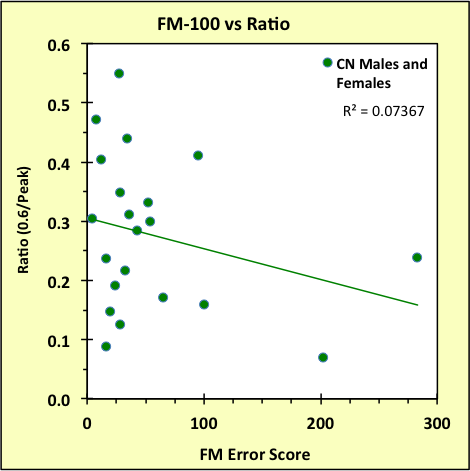 FM-100 vs Ratio
0.6
CN Males and
Females
R² = 0.07367
0.5
0.4
0.3
0.2
0.1
0.0
Ratio (0.6/Peak)
0 100 200 300
FM Error Score